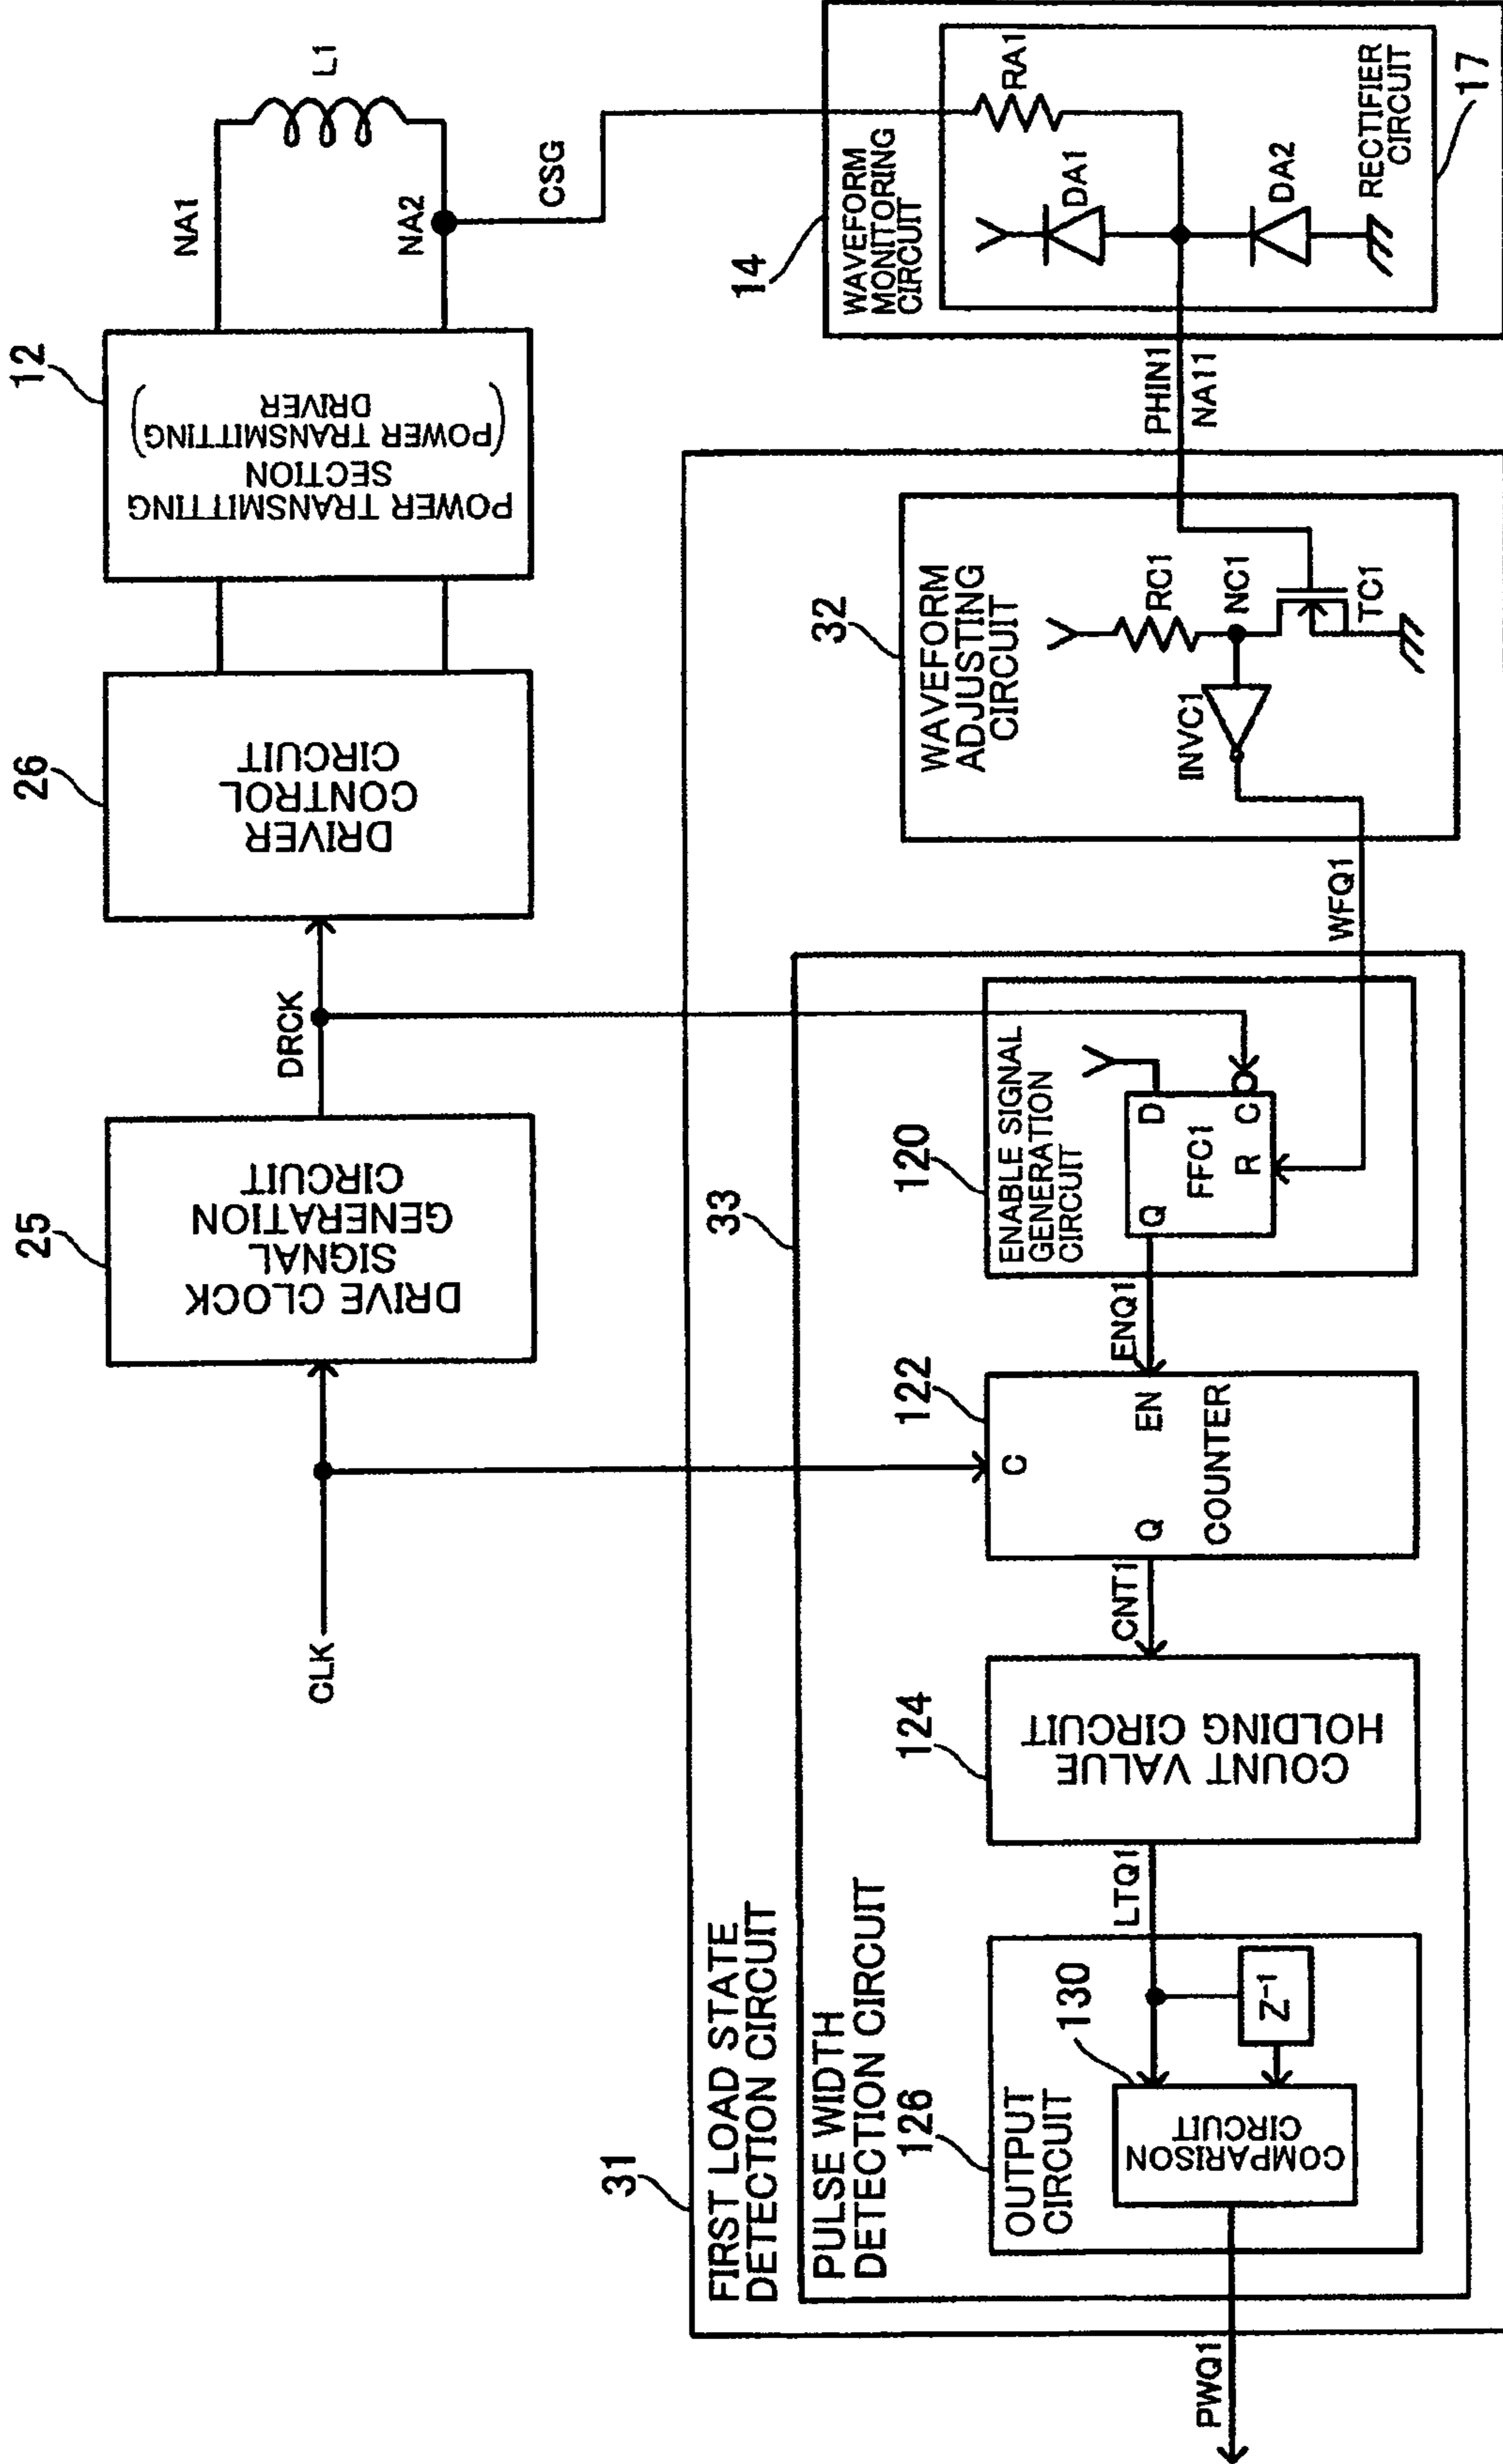 CLK
25
DRIVE CLOCK
SIGNAL
GENERATION
CIRCUIT
DRCK
26
DRIVER
CONTROL
CIRCUIT
12
POWER TRANSMITTING
SECTION
(POWER TRANSMITTING
DRIVER)
NA1
NA2
L1
CSG
31
FIRST LOAD STATE
DETECTION CIRCUIT
33
PULSE WIDTH
DETECTION CIRCUIT
126
OUTPUT
CIRCUIT
130
COMPARISON
CIRCUIT
Z-1
PWQ1
LTQ1
124
COUNT VALUE
HOLDING CIRCUIT
CNT1
122
C
Q
EN
COUNTER
ENQ1
120
ENABLE SIGNAL
GENERATION
CIRCUIT
Q
D
FFC1
R
C
WFQ1
32
WAVEFORM
ADJUSTING
CIRCUIT
INVC1
RC1
NC1
TC1
PHIN1
NA11
14
WAVEFORM
MONITORING
CIRCUIT
RA1
DA1
DA2
RECTIFIER
CIRCUIT
17